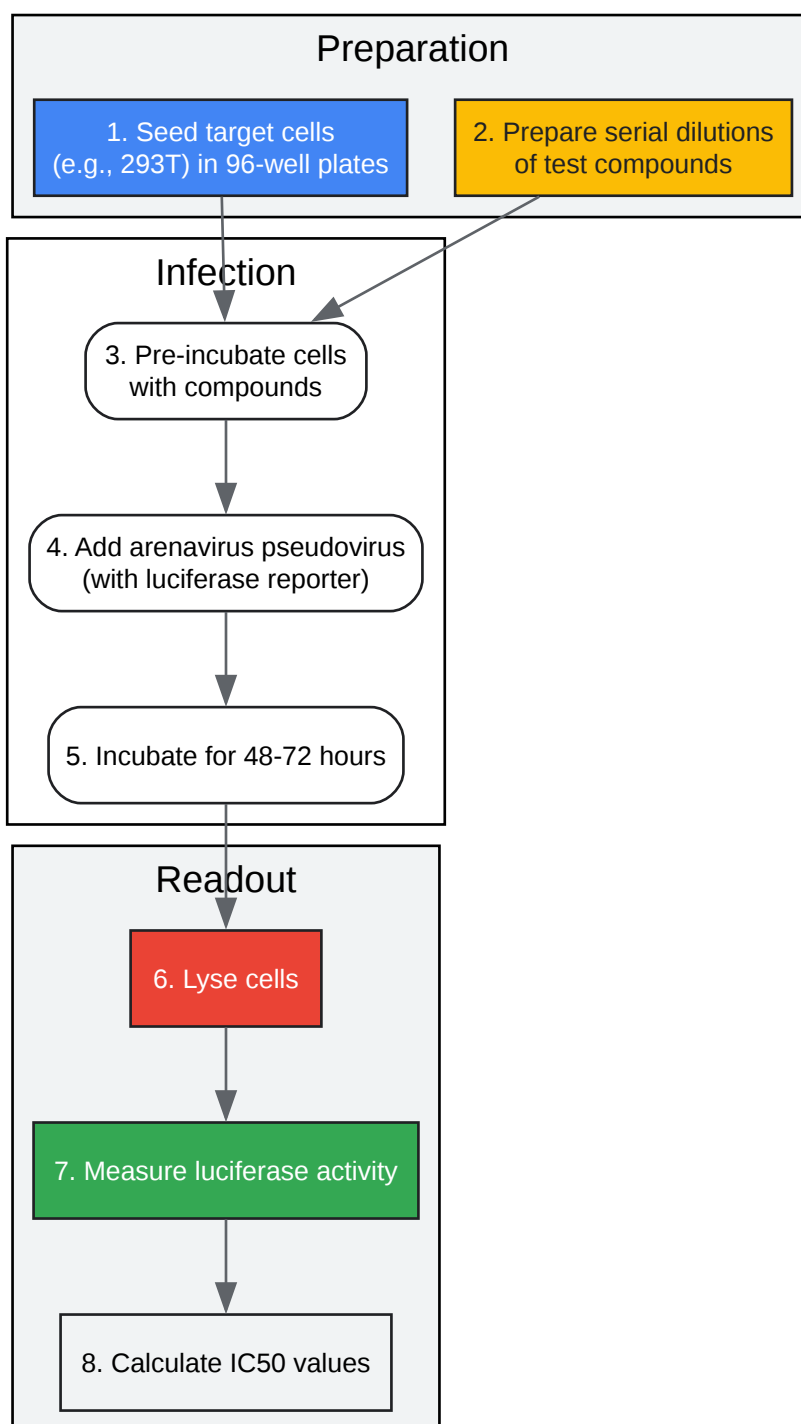 Preparation
1. Seed target cells
(e.g., 293T) in 96-well plates
2. Prepare serial dilutions
of test compounds
Infection
3. Pre-incubate cells
with compounds
4. Add arenavirus pseudovirus
(with luciferase reporter)
5. Incubate for 48-72 hours
Readout
6. Lyse cells
7. Measure luciferase activity
8. Calculate IC50 values